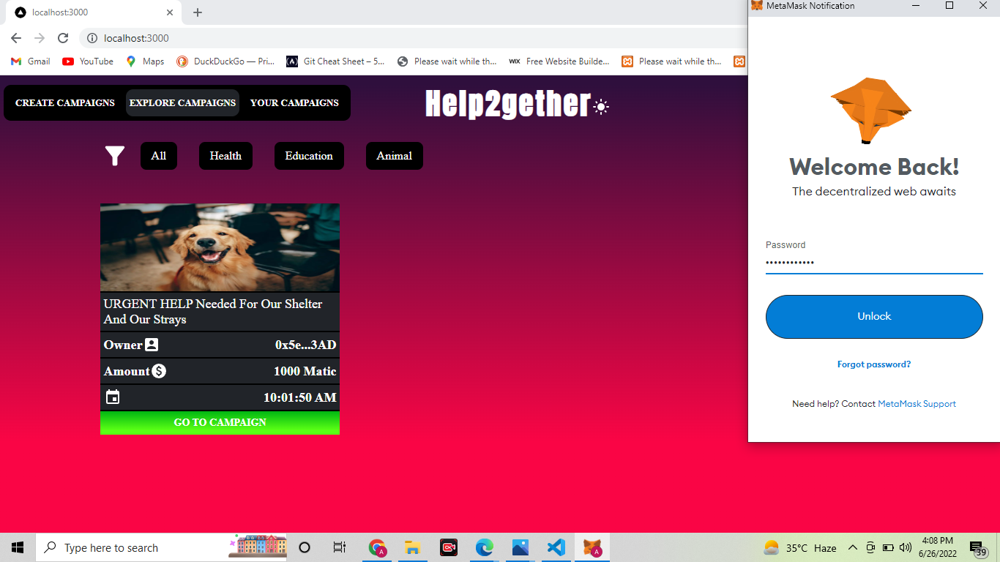 localhost:3000
localhost:3000
Gmail YouTube Maps DuckDuckGo — Pri... Git Cheat Sheet – 5... Please wait while th... WIX Free Website Builde... Please wait while th...
CREATE CAMPAIGNS EXPLORE CAMPAIGNS YOUR CAMPAIGNS
Help2gether
All Health Education Animal
URGENT HELP Needed For Our Shelter
And Our Strays
Owner 0x5e...3AD
Amount $ 1000 Matic
10:01:50 AM
GO TO CAMPAIGN
MetaMask Notification
Welcome Back!
The decentralized web awaits
Password
••••••••••••
Unlock
Forgot password?
Need help? Contact MetaMask Support
Type here to search
A
A
35°C Haze
4:08 PM
6/26/2022
39